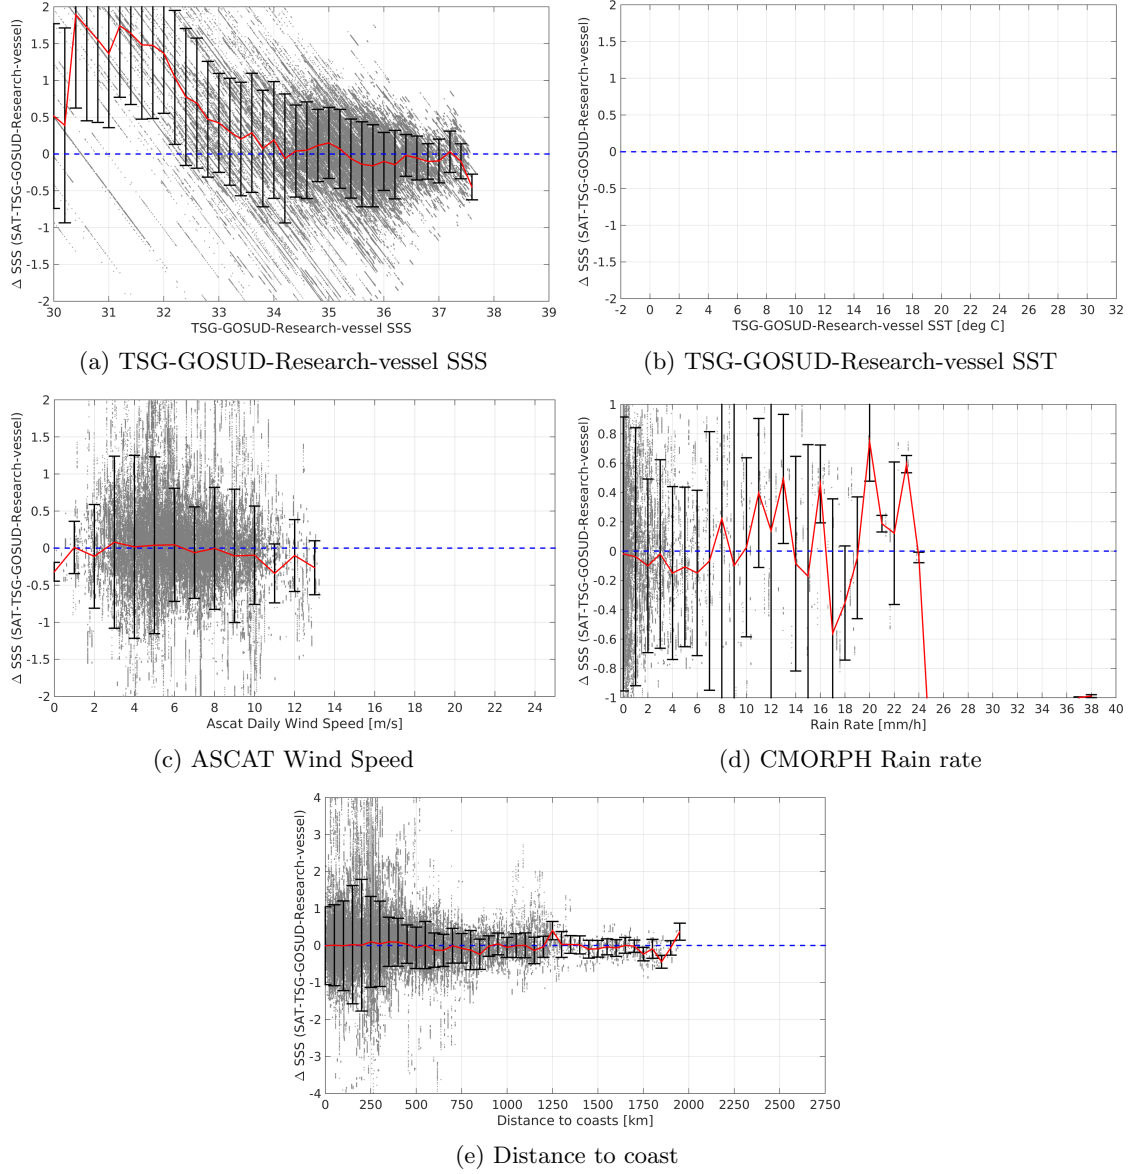 2
1.5
1
0.5
0
-0.5
-1
-1.5
-2
Δ SSS (SAT-TSG-GOSUD-Research-vessel)
30 31 32 33 34 35 36 37 38 39
TSG-GOSUD-Research-vessel SSS
(a) TSG-GOSUD-Research-vessel SSS
2
1.5
1
0.5
0
-0.5
-1
-1.5
-2
Δ SSS (SAT-TSG-GOSUD-Research-vessel)
-2 0 2 4 6 8 10 12 14 16 18 20 22 24 26 28 30 32
TSG-GOSUD-Research-vessel SST [deg C]
(b) TSG-GOSUD-Research-vessel SST
2
1.5
1
0.5
0
-0.5
-1
-1.5
-2
Δ SSS (SAT-TSG-GOSUD-Research-vessel)
0 2 4 6 8 10 12 14 16 18 20 22 24
Ascat Daily Wind Speed [m/s]
(c) ASCAT Wind Speed
1
0.8
0.6
0.4
0.2
0
-0.2
-0.4
-0.6
-0.8
-1
Δ SSS (SAT-TSG-GOSUD-Research-vessel)
0 2 4 6 8 10 12 14 16 18 20 22 24 26 28 30 32 34 36 38 40
Rain Rate [mm/h]
(d) CMORPH Rain rate
4
3
2
1
0
-1
-2
-3
-4
Δ SSS (SAT-TSG-GOSUD-Research-vessel)
0 250 500 750 1000 1250 1500 1750 2000 2250 2500 2750
Distance to coasts [km]
(e) Distance to coast